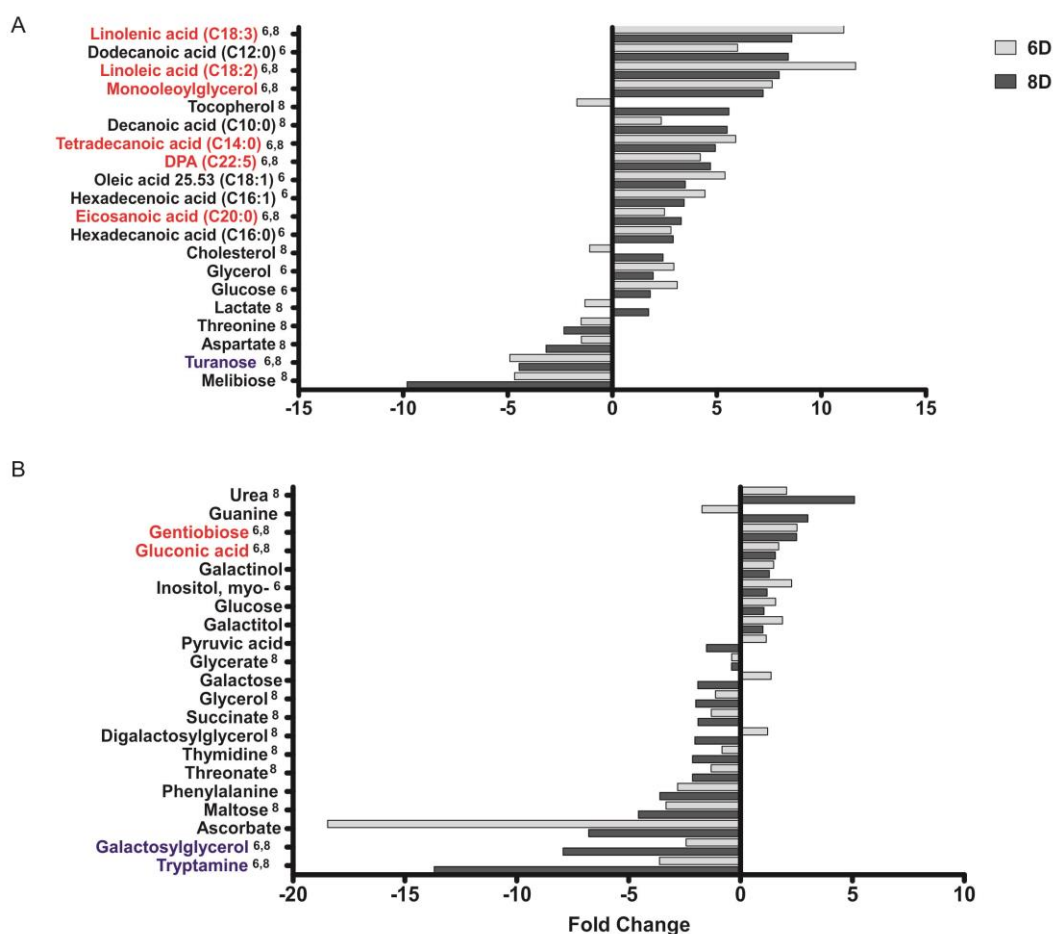 A
6D
8D
Linolenic acid (C18:3) 6,8
Dodecanoic acid (C12:0) 6
Linoleic acid (C18:2) 6,8
Monooleoylglycerol 6,8
Tocopherol 8
Decanoic acid (C10:0) 8
Tetradecanoic acid (C14:0) 6,8
DPA (C22:5) 6,8
Oleic acid 25.53 (C18:1) 6
Hexadecenoic acid (C16:1) 6
Eicosanoic acid (C20:0) 6,8
Hexadecanoic acid (C16:0) 6
Cholesterol 8
Glycerol 6
Glucose 6
Lactate 8
Threonine 8
Aspartate 8
Turanose 6,8
Melibiose 8
-15 -10 -5 0 5 10 15
B
Urea 8
Guanine
Gentiobiose 6,8
Gluconic acid 6,8
Galactinol
Inositol, myo- 6
Glucose
Galactitol
Pyruvic acid
Glycerate 8
Galactose
Glycerol 8
Succinate 8
Digalactosylglycerol 8
Thymidine 8
Threonate 8
Phenylalanine
Maltose 8
Ascorbate
Galactosylglycerol 6,8
Tryptamine 6,8
-20 -15 -10 -5 0 5 10
Fold Change